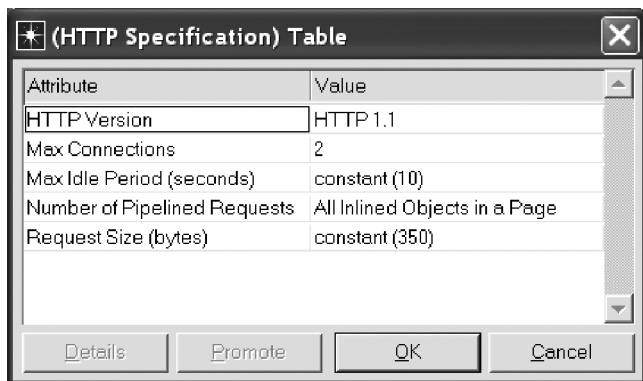 (HTTP Specification) Table
Attribute Value
HTTP Version HTTP 1.1
Max Connections 2
Max Idle Period (seconds) constant (10)
Number of Pipelined Requests All Inlined Objects in a Page
Request Size (bytes) constant (350)
Details Promote OK Cancel